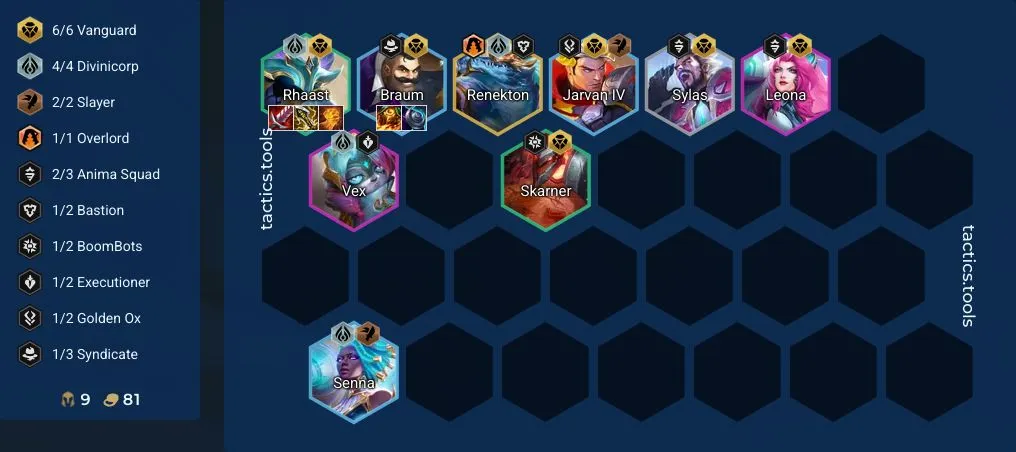 6/6 Vanguard
4/4 Divinicorp
2/2 Slayer
1/1 Overlord
2/3 Anima Squad
1/2 Bastion
1/2 BoomBots
1/2 Executioner
1/2 Golden Ox
1/3 Syndicate
9 81
Rhaast Braum Renekton Jarvan IV Sylas Leona
Vex Skarner
Senna
tactics.tools
tactics.tools